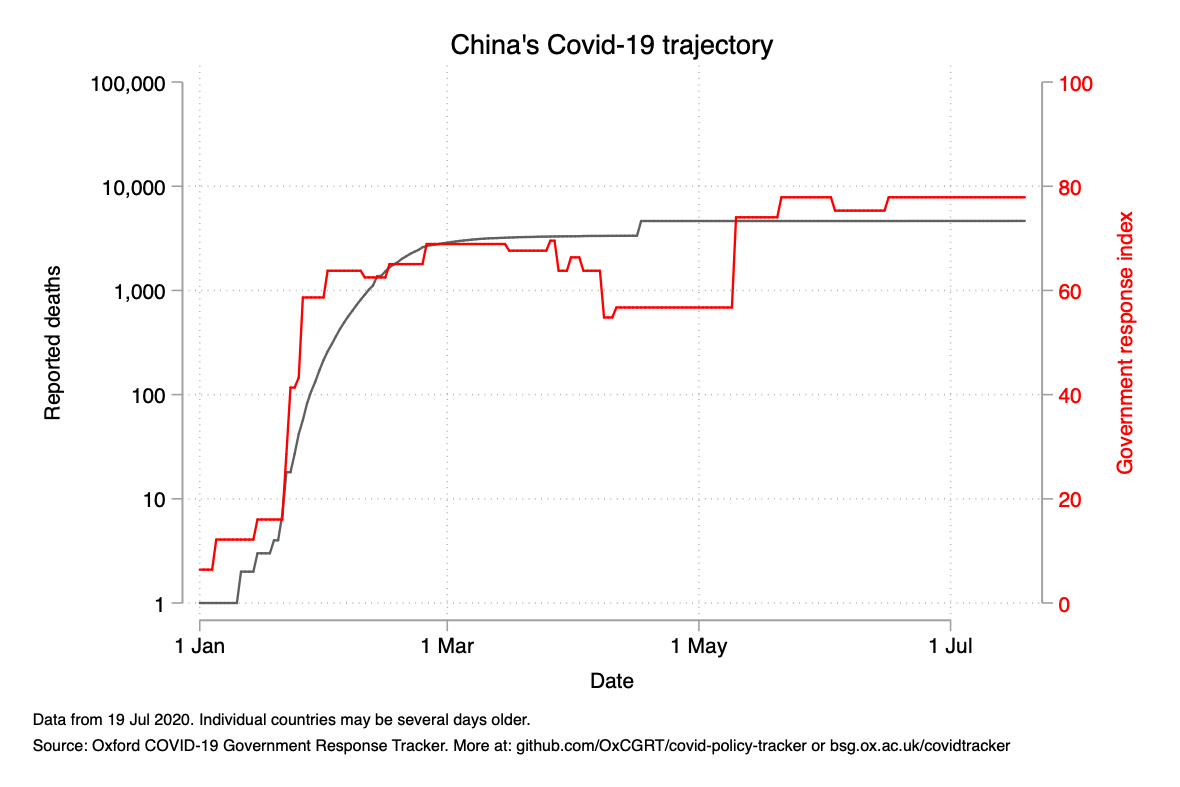 China's Covid-19 trajectory
100,000
10,000
1,000
100
10
1
Reported deaths
100
80
60
40
20
0
Government response index
1 Jan
1 Mar
1 May
1 Jul
Date
Data from 19 Jul 2020. Individual countries may be several days older.
Source: Oxford COVID-19 Government Response Tracker. More at: github.com/OxCGRT/covid-policy-tracker or bsg.ox.ac.uk/covidtracker